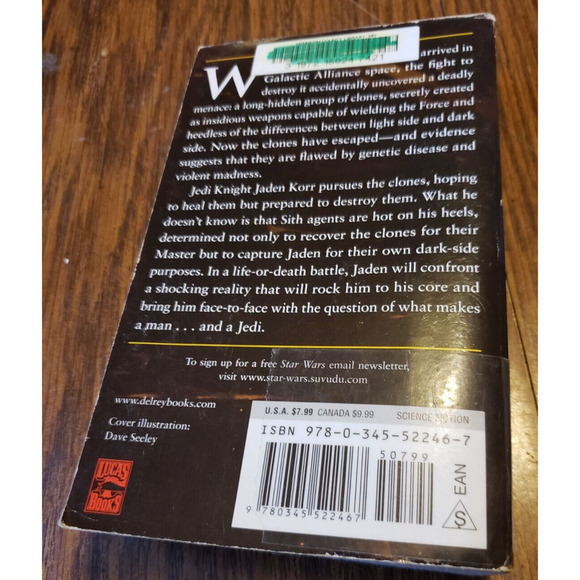 W arrived in
Galactic Alliance space, the fight to
destroy it accidentally uncovered a deadly
menace: a long-hidden group of clones, secretly created
as insidious weapons capable of wielding the Force and
heedless of the differences between light side and dark
side. Now the clones have escaped—and evidence
suggests that they are flawed by genetic disease and
violent madness.
Jedi Knight Jaden Korr pursues the clones, hoping
to heal them but prepared to destroy them. What he
doesn't know is that Sith agents are hot on his heels,
determined not only to recover the clones for their
Master but to capture Jaden for their own dark-side
purposes. In a life-or-death battle, Jaden will confront
a shocking reality that will rock him to his core and
bring him face-to-face with the question of what makes
a man . . . and a Jedi.
To sign up for a free Star Wars email newsletter,
visit www.star-wars.suvudu.com
www.delreybooks.com
Cover illustration:
Dave Seeley
LUCAS
BOOKS
U.S.A. $7.99 CANADA $9.99 SCIENCE FICTION
ISBN 978-0-345-52246-7
50799
9 780345 522467
S EAN